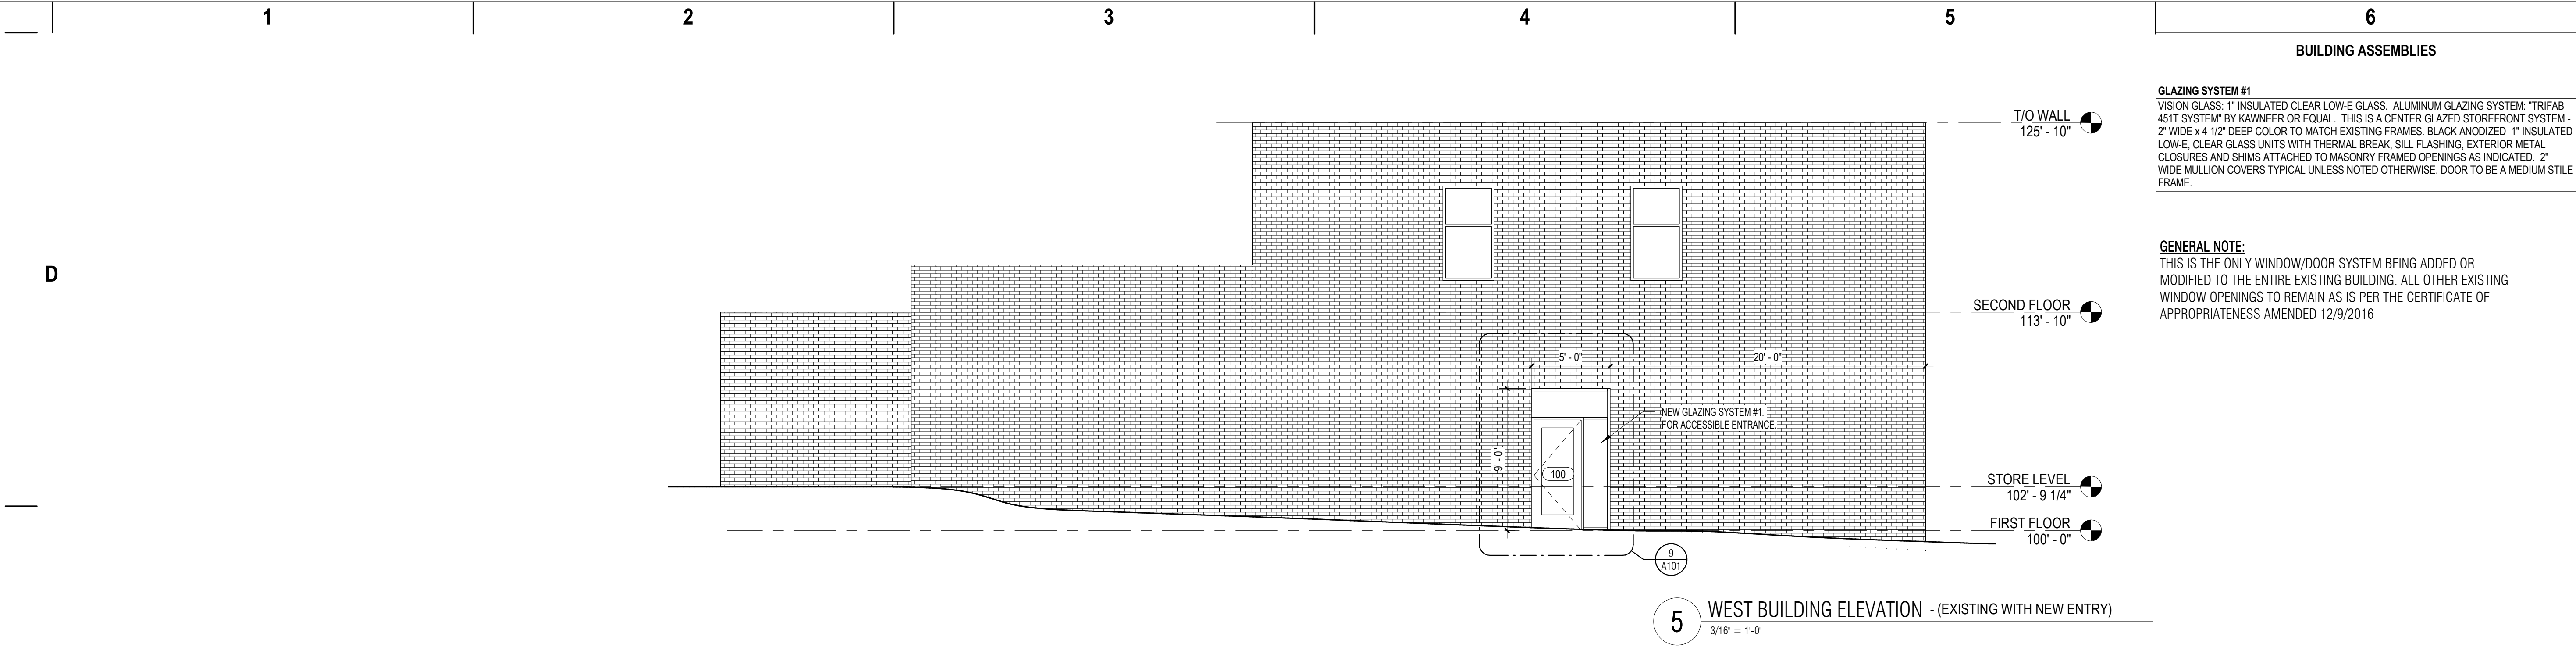 1 2 3 4 5 6
BUILDING ASSEMBLIES
GLAZING SYSTEM #1
VISION GLASS: 1" INSULATED CLEAR LOW-E GLASS. ALUMINUM GLAZING SYSTEM: "TRIFAB
451T SYSTEM" BY KAWNEER OR EQUAL. THIS IS A CENTER GLAZED STOREFRONT SYSTEM -
2" WIDE x 4 1/2" DEEP COLOR TO MATCH EXISTING FRAMES. BLACK ANODIZED 1" INSULATED
LOW-E, CLEAR GLASS UNITS WITH THERMAL BREAK, SILL FLASHING, EXTERIOR METAL
CLOSURES AND SHIMS ATTACHED TO MASONRY FRAMED OPENINGS AS INDICATED. 2"
WIDE MULLION COVERS TYPICAL UNLESS NOTED OTHERWISE. DOOR TO BE A MEDIUM STILE
FRAME.
GENERAL NOTE:
THIS IS THE ONLY WINDOW/DOOR SYSTEM BEING ADDED OR
MODIFIED TO THE ENTIRE EXISTING BUILDING. ALL OTHER EXISTING
WINDOW OPENINGS TO REMAIN AS IS PER THE CERTIFICATE OF
APPROPRIATENESS AMENDED 12/9/2016
D
T/O WALL
125' - 10"
SECOND FLOOR
113' - 10"
5' - 0"
20' - 0"
NEW GLAZING SYSTEM #1.
FOR ACCESSIBLE ENTRANCE
9' - 0"
100
STORE LEVEL
102' - 9 1/4"
FIRST FLOOR
100' - 0"
9
A101
5
WEST BUILDING ELEVATION - (EXISTING WITH NEW ENTRY)
3/16" = 1'-0"